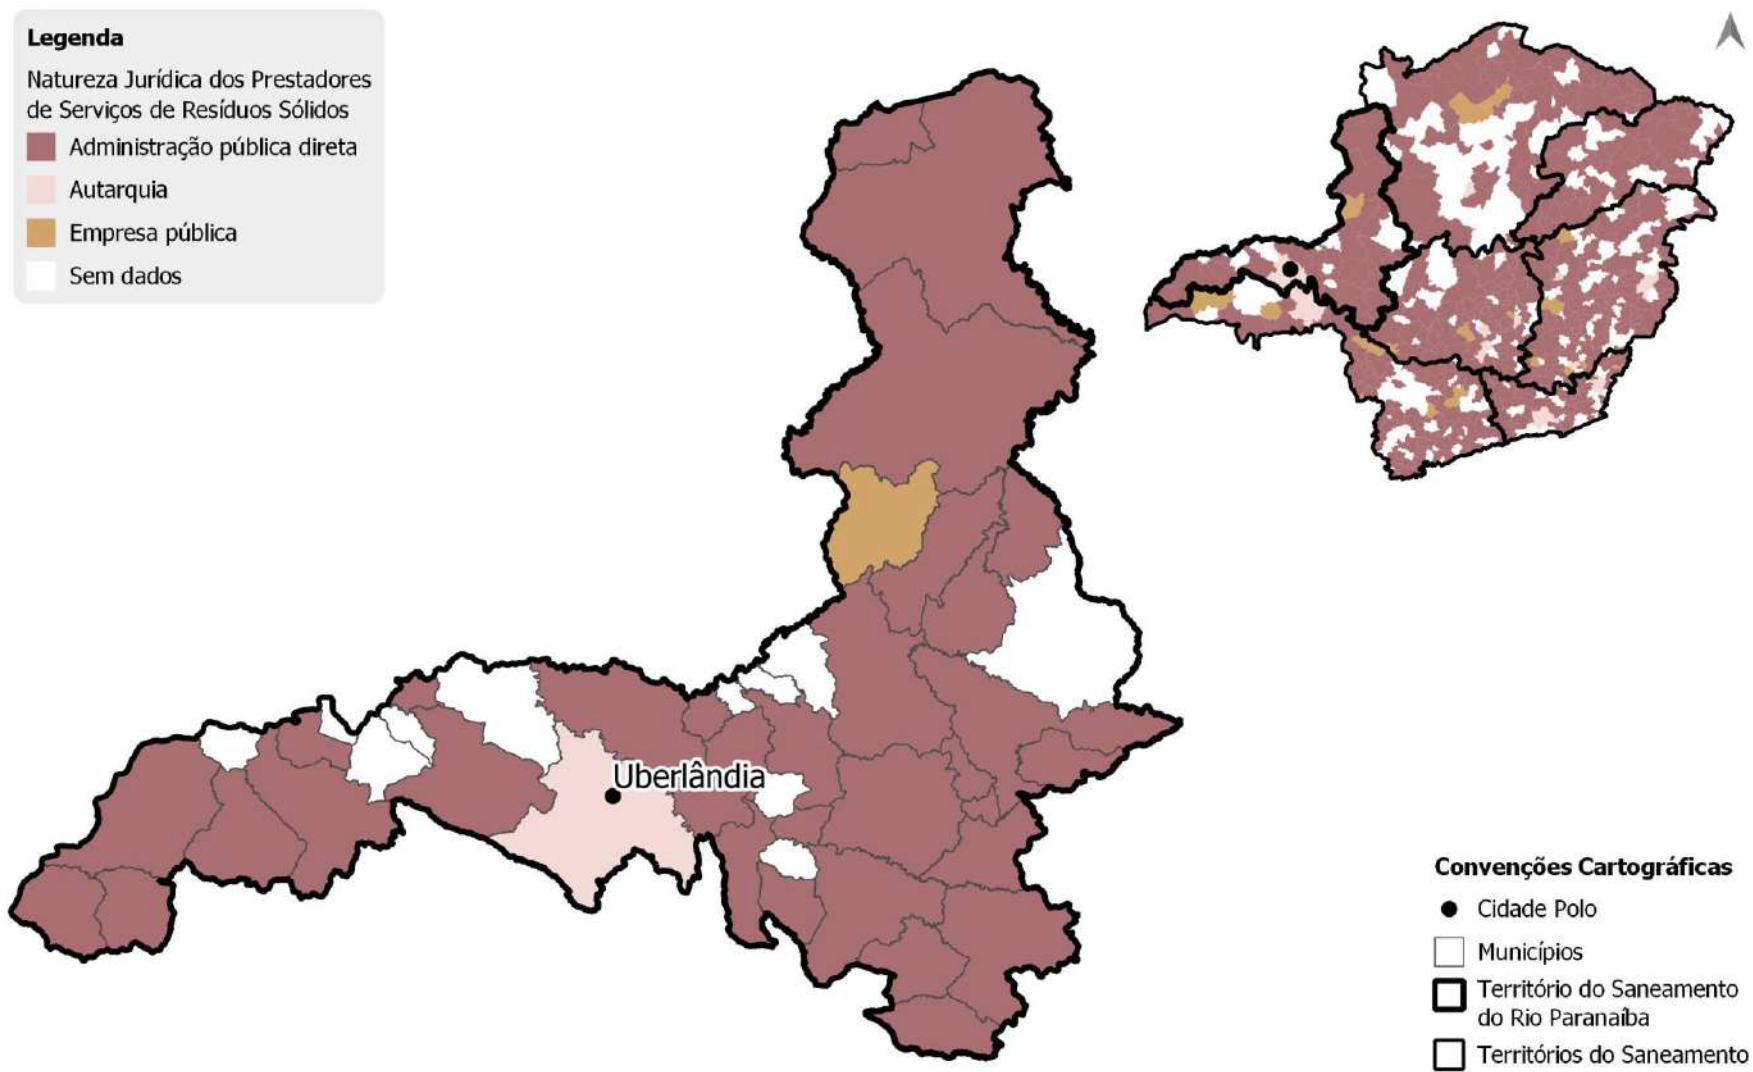 Legenda
Natureza Jurídica dos Prestadores
de Serviços de Resíduos Sólidos
Administração pública direta
Autarquia
Empresa pública
Sem dados
Uberlândia
Convenções Cartográficas
Cidade Polo
Municípios
Território do Saneamento
do Rio Paranaíba
Territórios do Saneamento